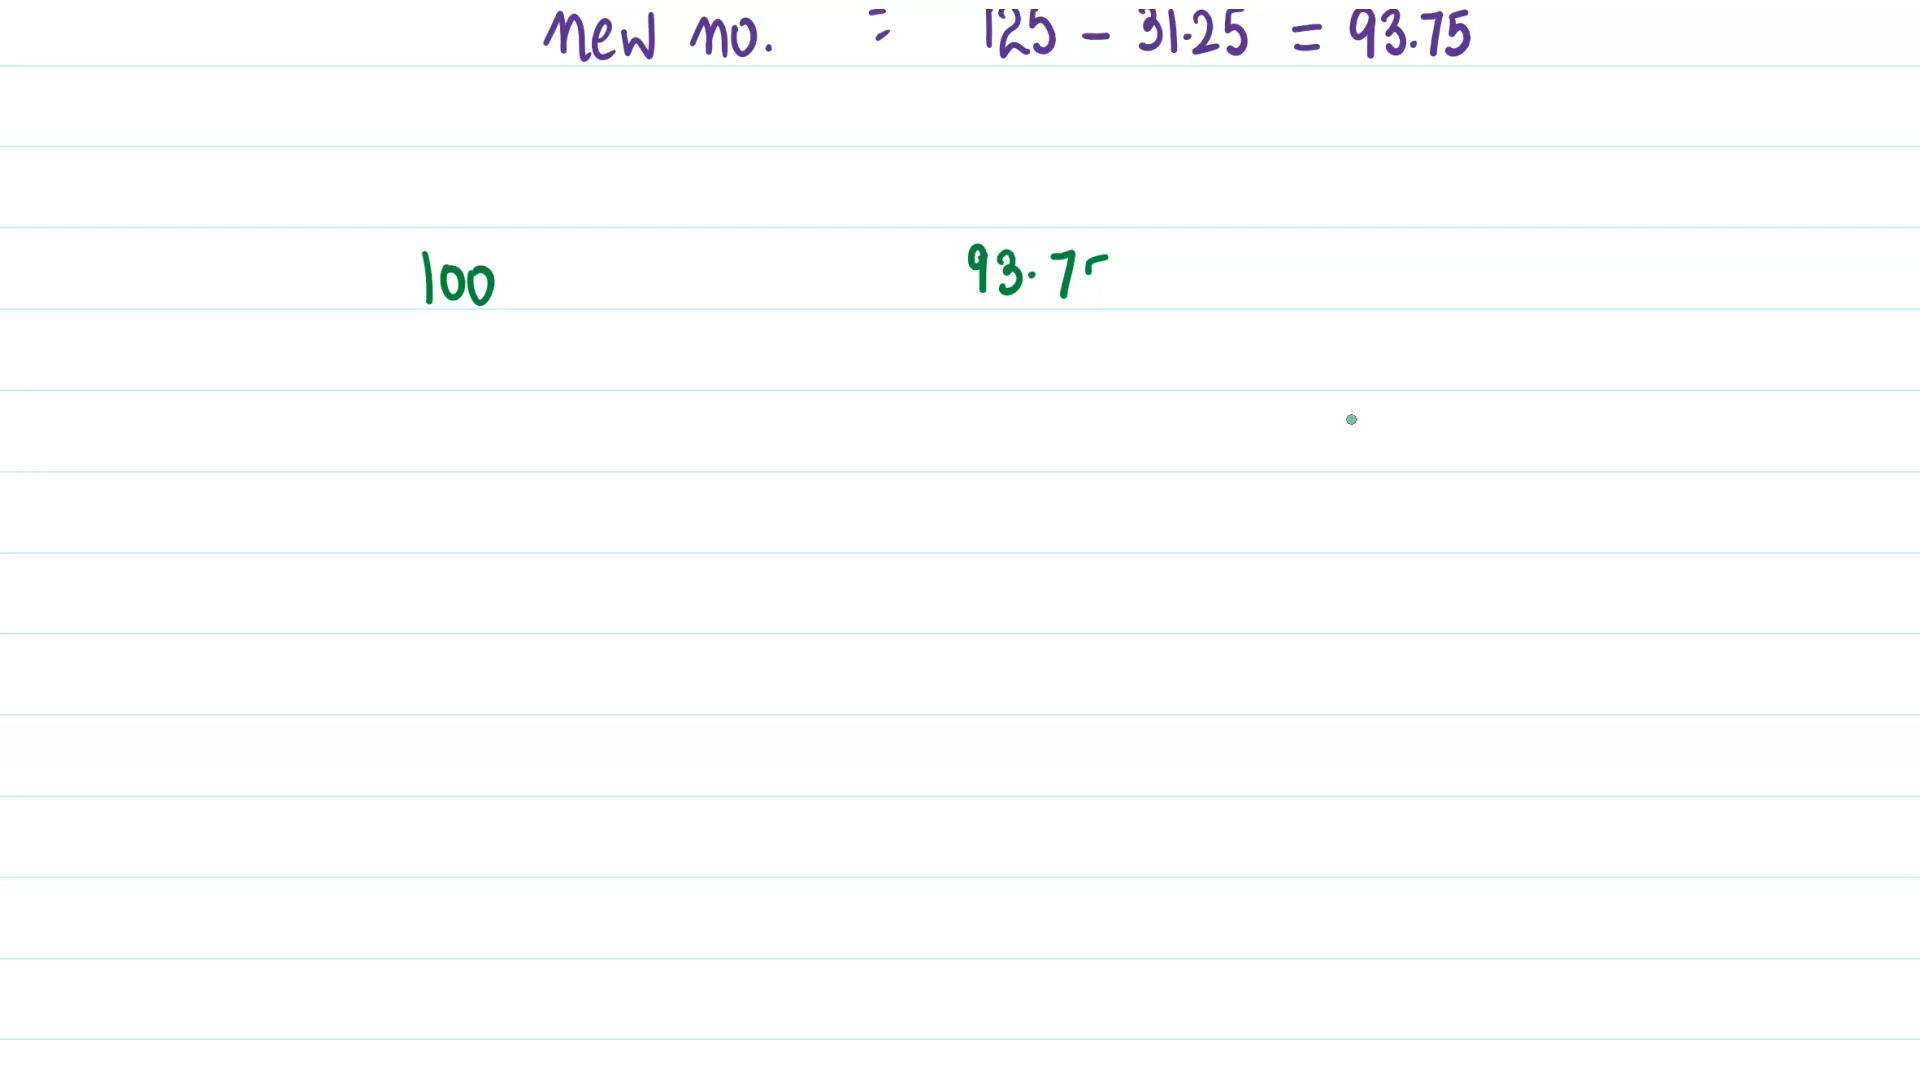 new no. = 125 - 31.25 = 93.75
100 93.7